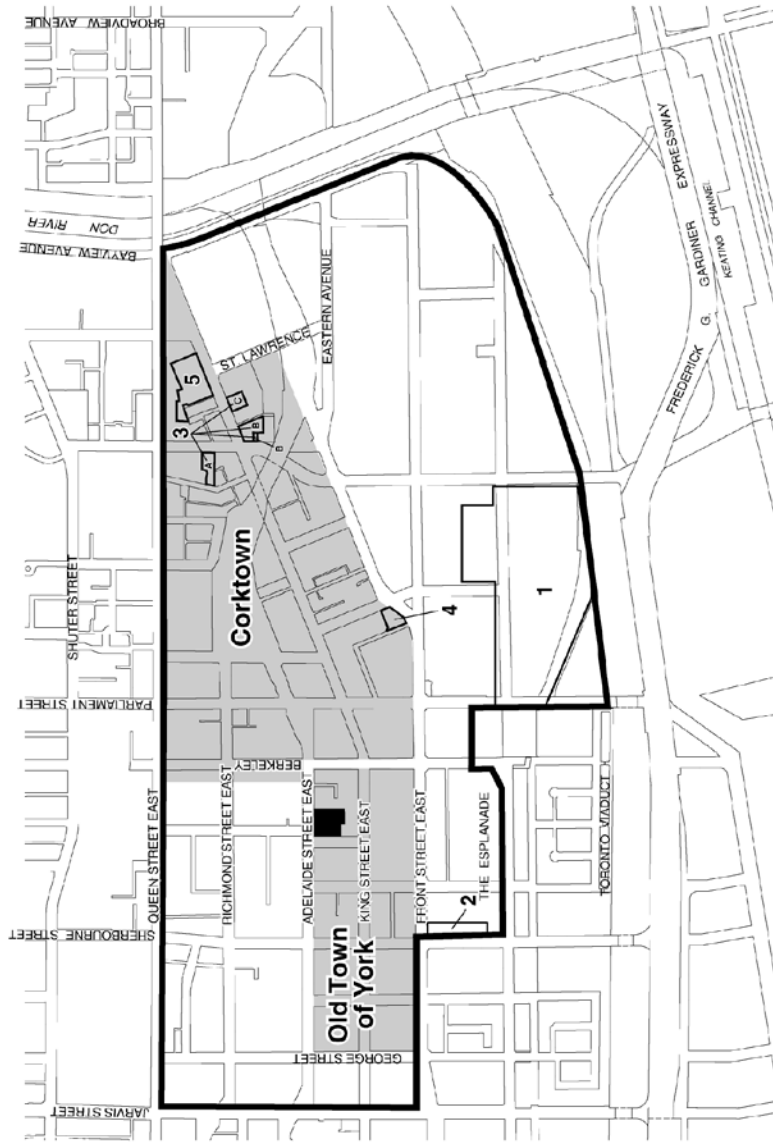 BROADVIEW AVENUE
DON
RIVER
BAYVIEW AVENUE
SHUTER STREET
PARLIAMENT STREET
SHERBOURNE STREET
JARVIS STREET
QUEEN STREET EAST
RICHMOND STREET EAST
ADELAIDE STREET EAST
KING STREET EAST
FRONT STREET EAST
THE ESPLANADE
TORONTO VIADUCT
BERKELEY
GEORGE STREET
ST. LAWRENCE
EASTERN AVENUE
FREDERICK G. GARDINER EXPRESSWAY
KEATING CHANNEL
Corktown
Old Town
of York
1
2
3
4
5
A
B
B
C